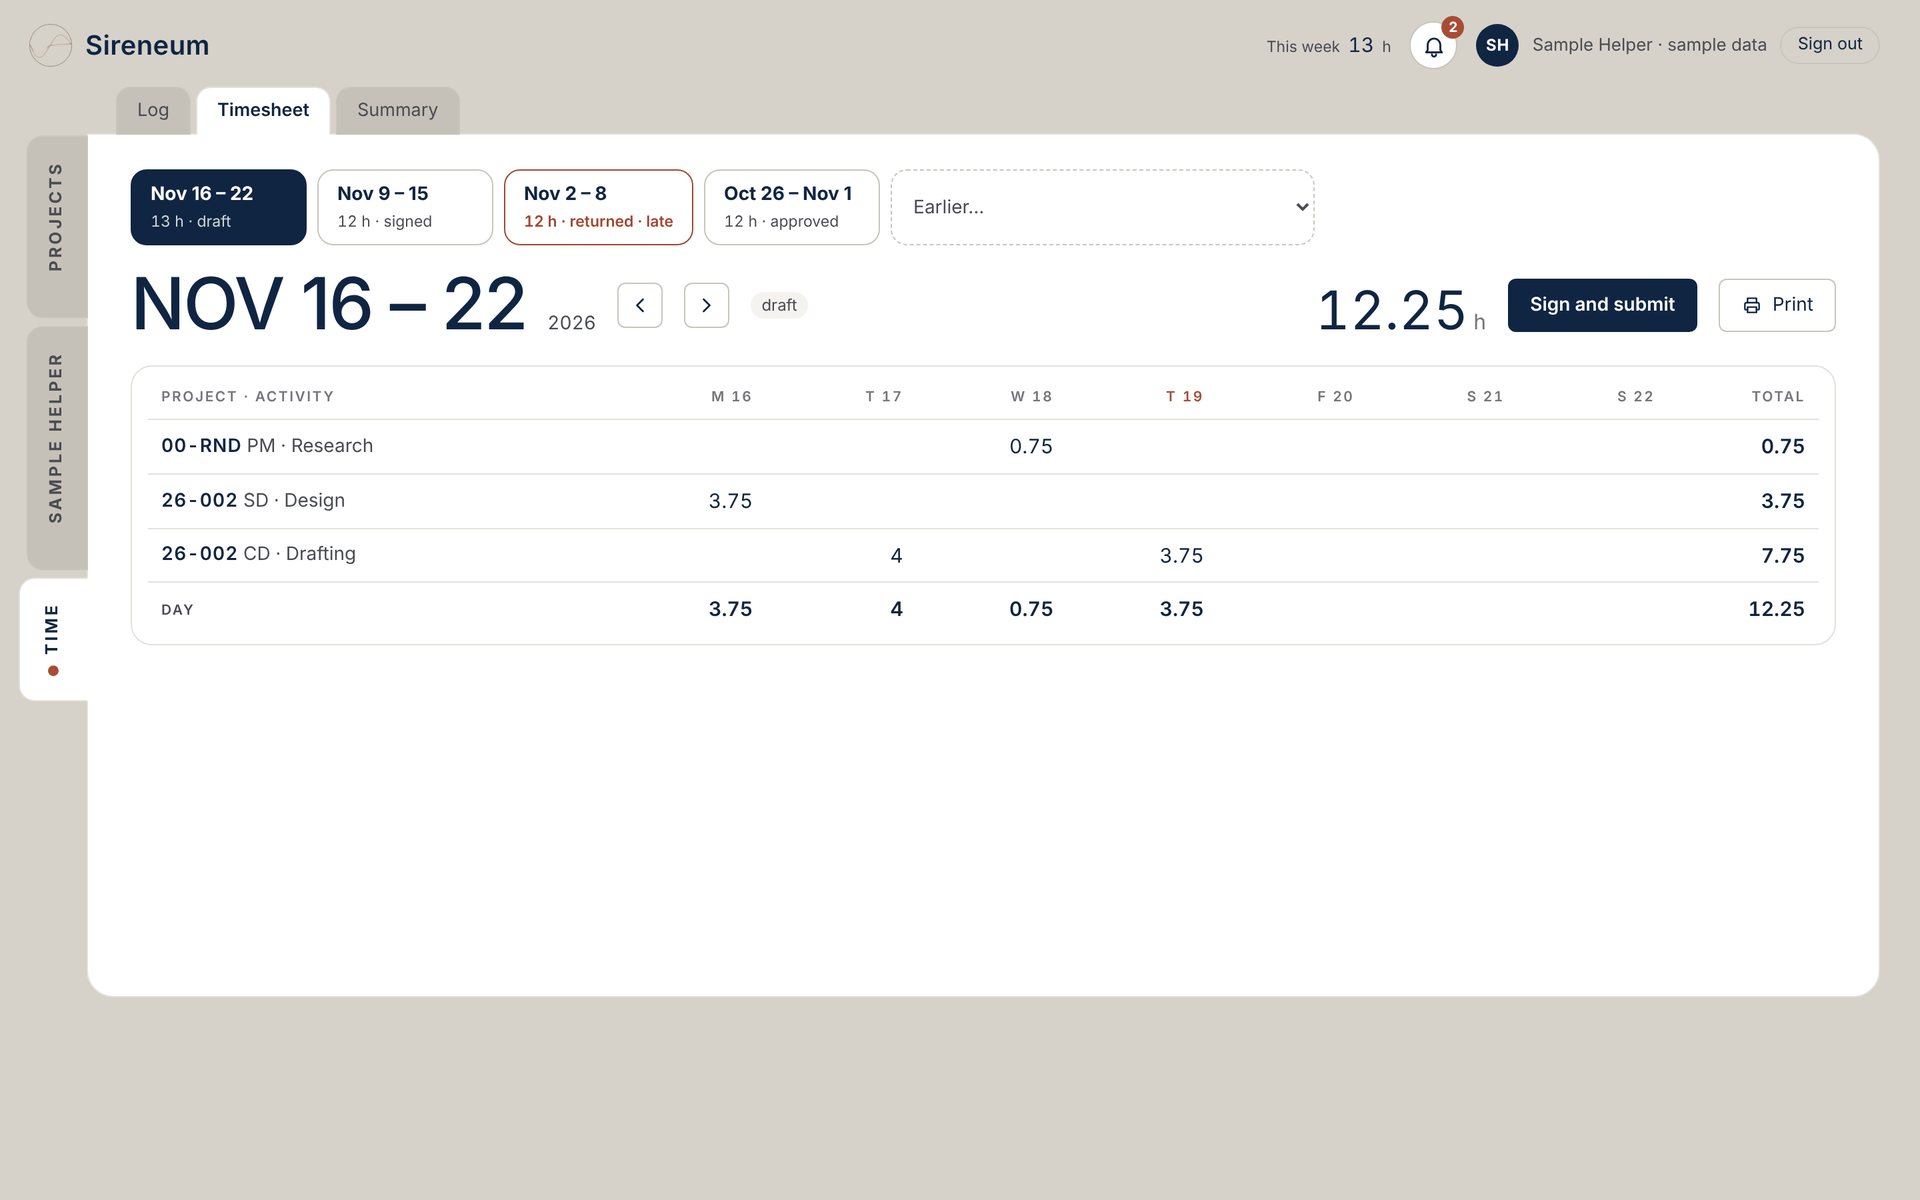 Sireneum
This week 13 h
2
SH
Sample Helper · sample data
Sign out
Log
Timesheet
Summary
PROJECTS
SAMPLE HELPER
TIME
Nov 16 – 22
13 h · draft
Nov 9 – 15
12 h · signed
Nov 2 – 8
12 h · returned · late
Oct 26 – Nov 1
12 h · approved
Earlier...
NOV 16 – 22 2026
draft
12.25 h
Sign and submit
Print
PROJECT · ACTIVITY M 16 T 17 W 18 T 19 F 20 S 21 S 22 TOTAL
00-RND PM · Research 0.75 0.75
26-002 SD · Design 3.75 3.75
26-002 CD · Drafting 4 3.75 7.75
DAY 3.75 4 0.75 3.75 12.25